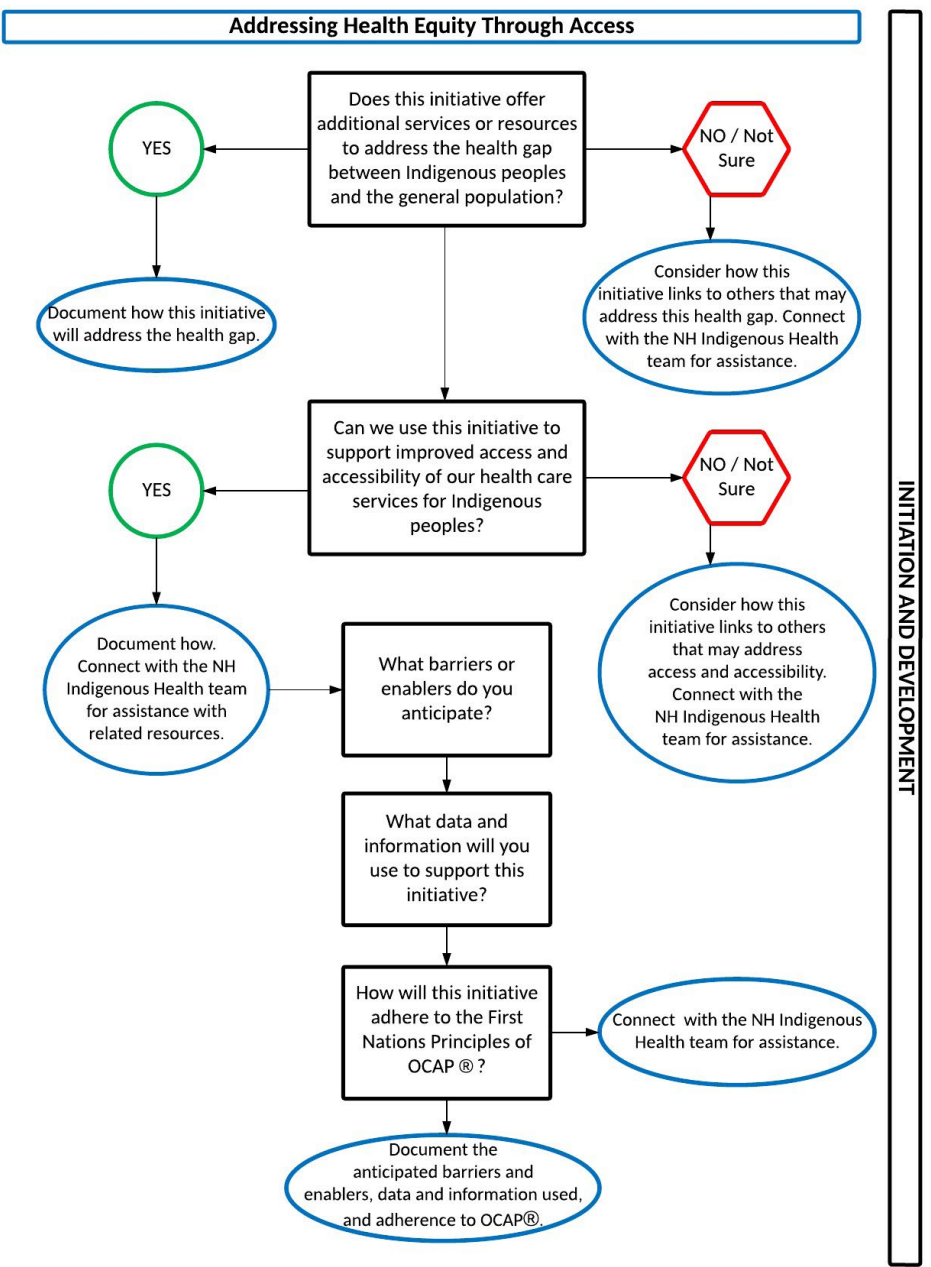 Addressing Health Equity Through Access
Does this initiative offer
additional services or resources
to address the health gap
between Indigenous peoples
and the general population?
YES
NO / Not
Sure
Document how this initiative
will address the health gap.
Consider how this
initiative links to others that may
address this health gap. Connect
with the NH Indigenous Health
team for assistance.
Can we use this initiative to
support improved access and
accessibility of our health care
services for Indigenous
peoples?
YES
NO / Not
Sure
Document how.
Connect with the NH
Indigenous Health team
for assistance with
related resources.
Consider how this
initiative links to others
that may address
access and accessibility.
Connect with the
NH Indigenous Health
team for assistance.
What barriers or
enablers do you
anticipate?
What data and
information will you
use to support this
initiative?
How will this initiative
adhere to the First
Nations Principles of
OCAP ® ?
Connect with the NH Indigenous
Health team for assistance.
Document the
anticipated barriers and
enablers, data and information used,
and adherence to OCAP®.
INITIATION AND DEVELOPMENT